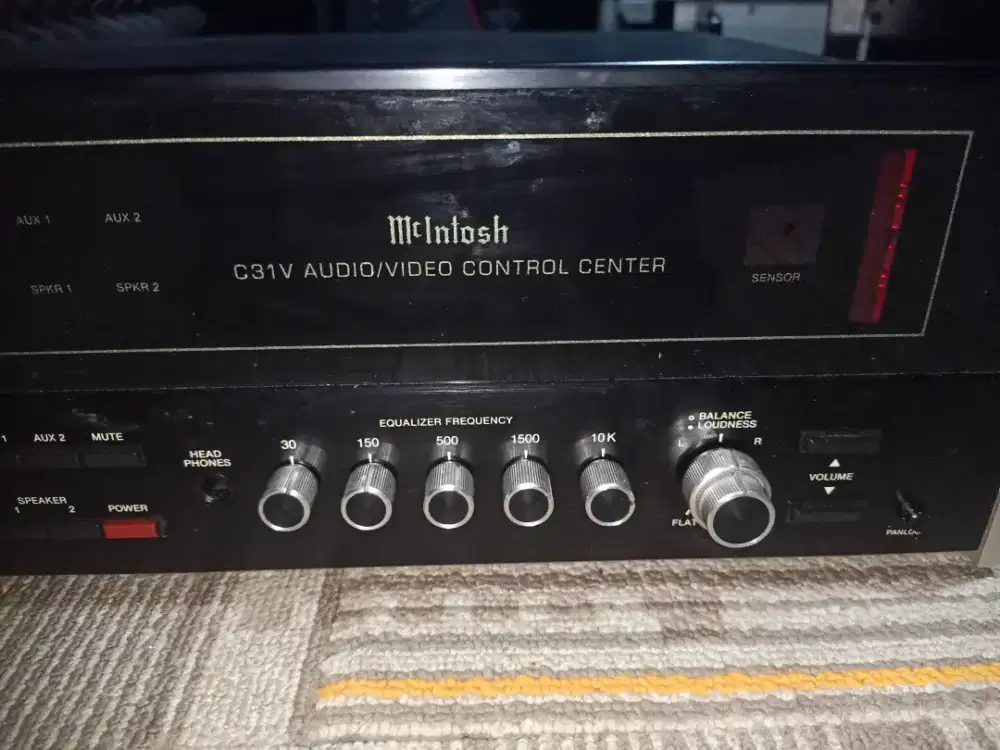 AUX 1 AUX 2
McIntosh
C31V AUDIO/VIDEO CONTROL CENTER
SPKR 1 SPKR 2
SENSOR
1 AUX 2 MUTE
HEAD
PHONES
EQUALIZER FREQUENCY
30 150 500 1500 10K
BALANCE
LOUDNESS
L R
FLAT
VOLUME
SPEAKER
1 2
POWER